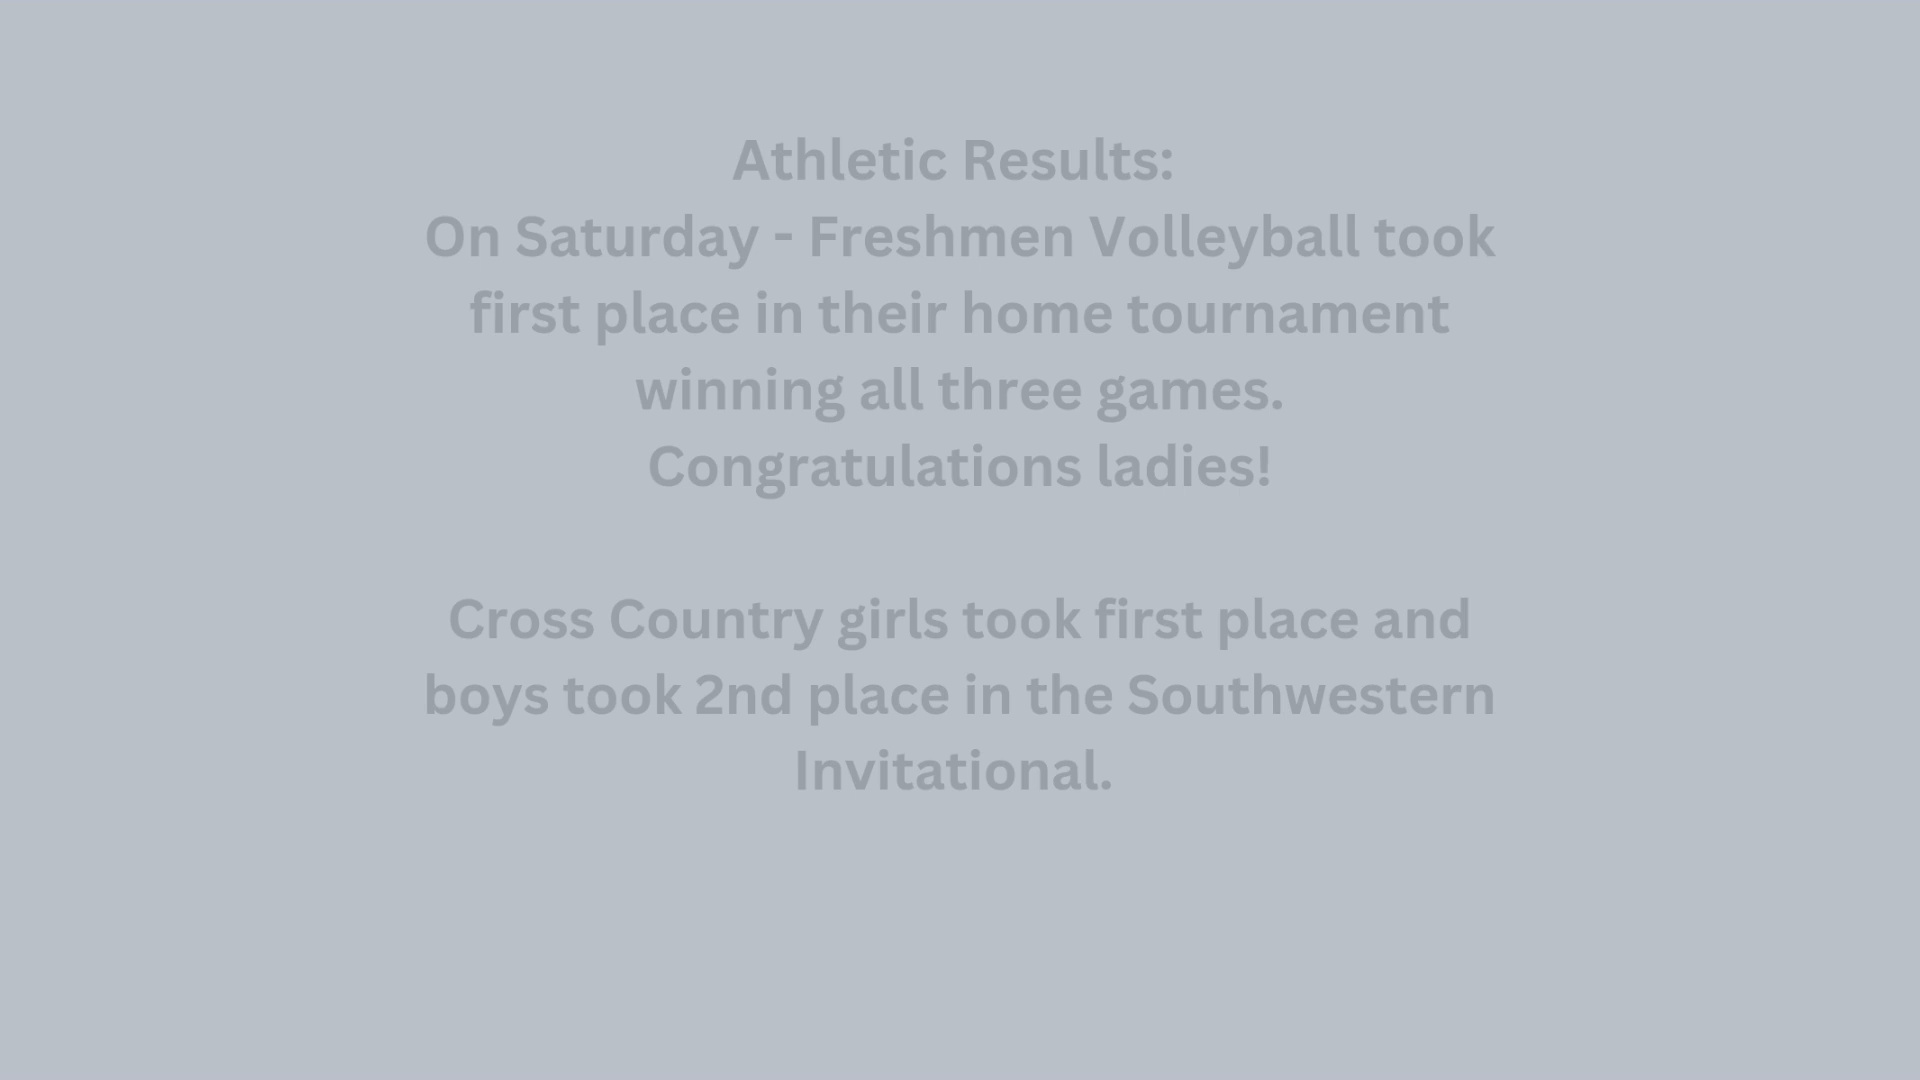 Athletic Results:
On Saturday - Freshmen Volleyball took
first place in their home tournament
winning all three games.
Congratulations ladies!
Cross Country girls took first place and
boys took 2nd place in the Southwestern
Invitational.